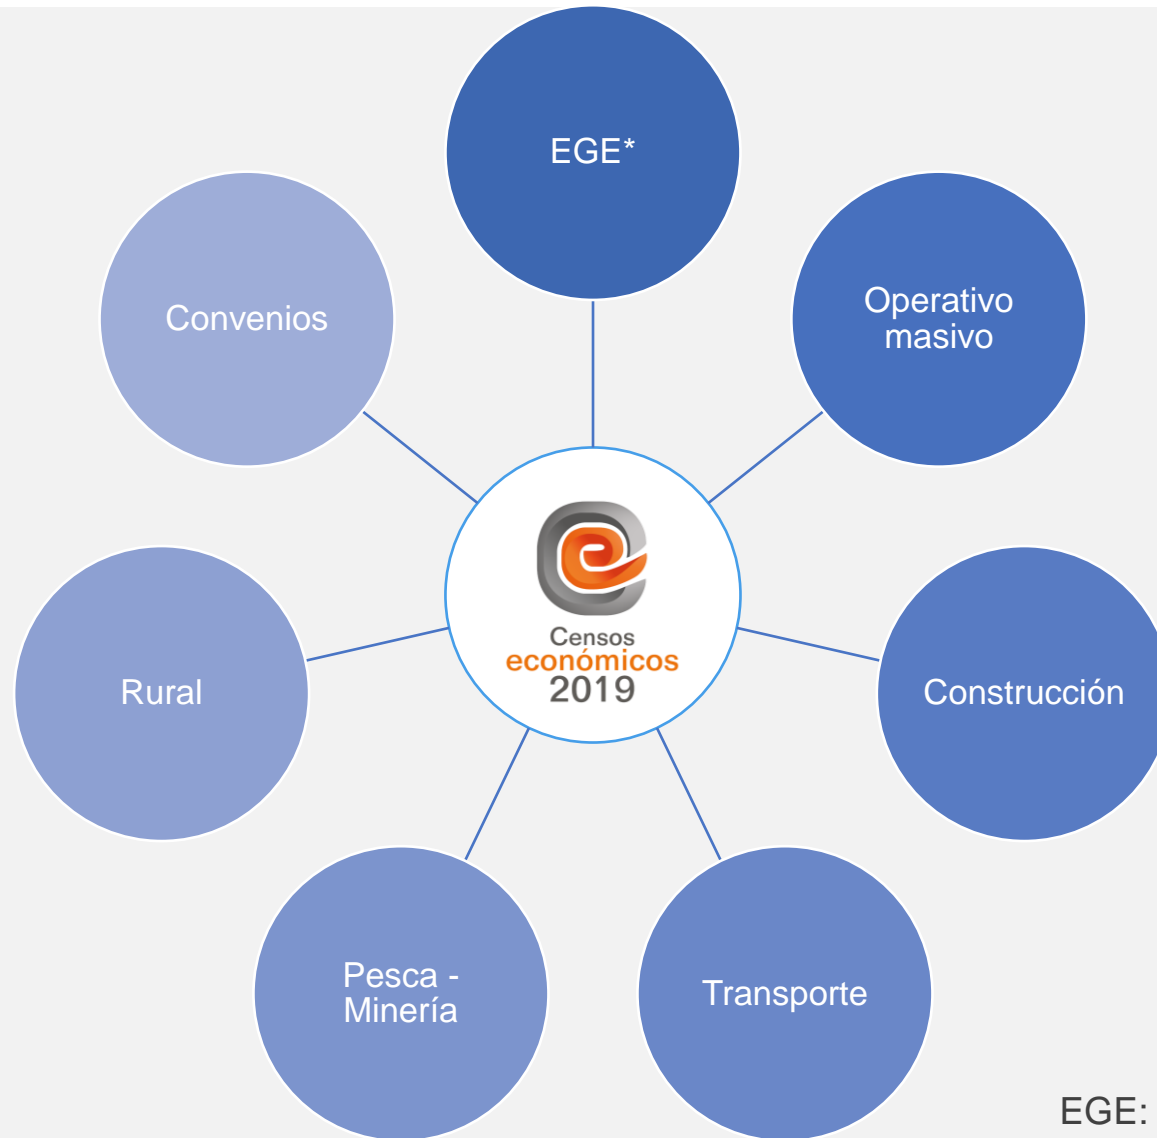 EGE*
Operativo
masivo
Convenios
Censos
económicos
2019
Rural
Construcción
Pesca -
Minería
Transporte
EGE: